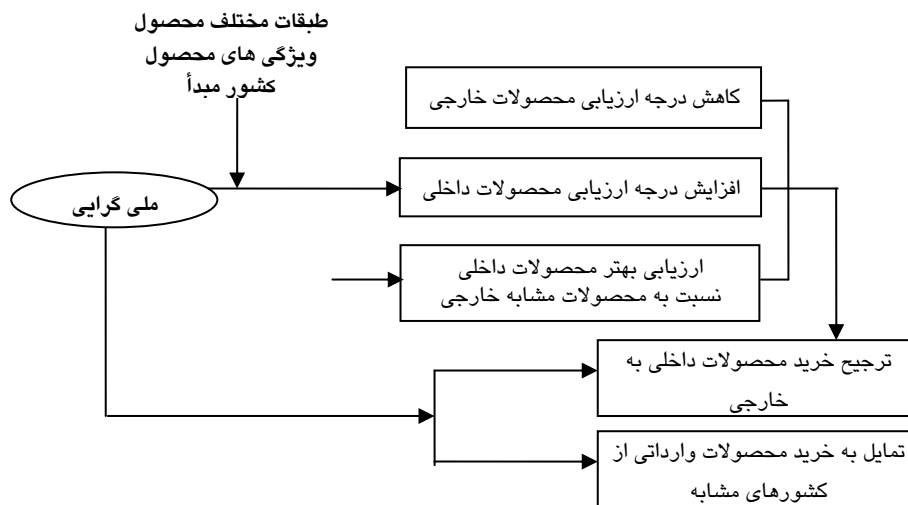 طبقات مختلف محصول
ویژگی های محصول
کشور مبدأ
کاهش درجه ارزیابی محصولات خارجی
افزایش درجه ارزیابی محصولات داخلی
ملی گرایی
ارزیابی بهتر محصولات داخلی
نسبت به محصولات مشابه خارجی
ترجیح خرید محصولات داخلی به
خارجی
تمایل به خرید محصولات وارداتی از
کشورهای مشابه